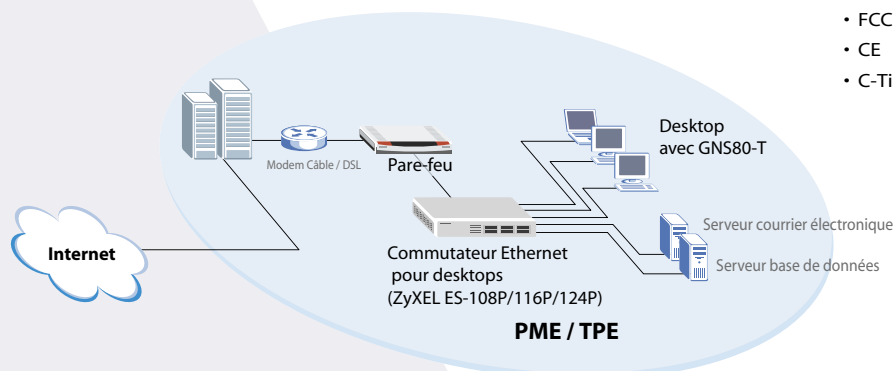 • FCC
• CE
• C-Ti
Desktop
avec GNS80-T
Modem Câble / DSL
Pare-feu
Serveur courrier électronique
Internet
Commutateur Ethernet
pour desktops
(ZyXEL ES-108P/116P/124P)
Serveur base de données
PME / TPE